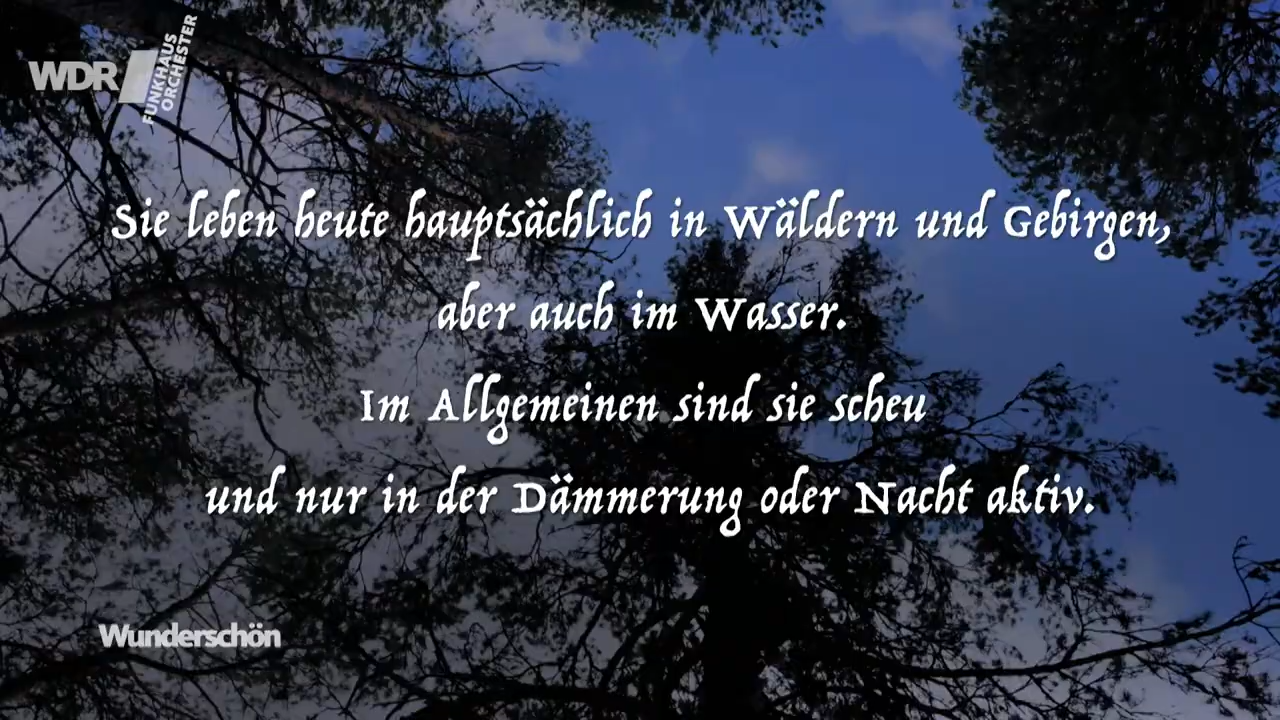 WDR FUNKHAUS
ORCHESTER
Sie leben heute hauptsächlich in Wäldern und Gebirgen,
aber auch im Wasser.
Im Allgemeinen sind sie scheu
und nur in der Dämmerung oder Nacht aktiv.
Wunderschön